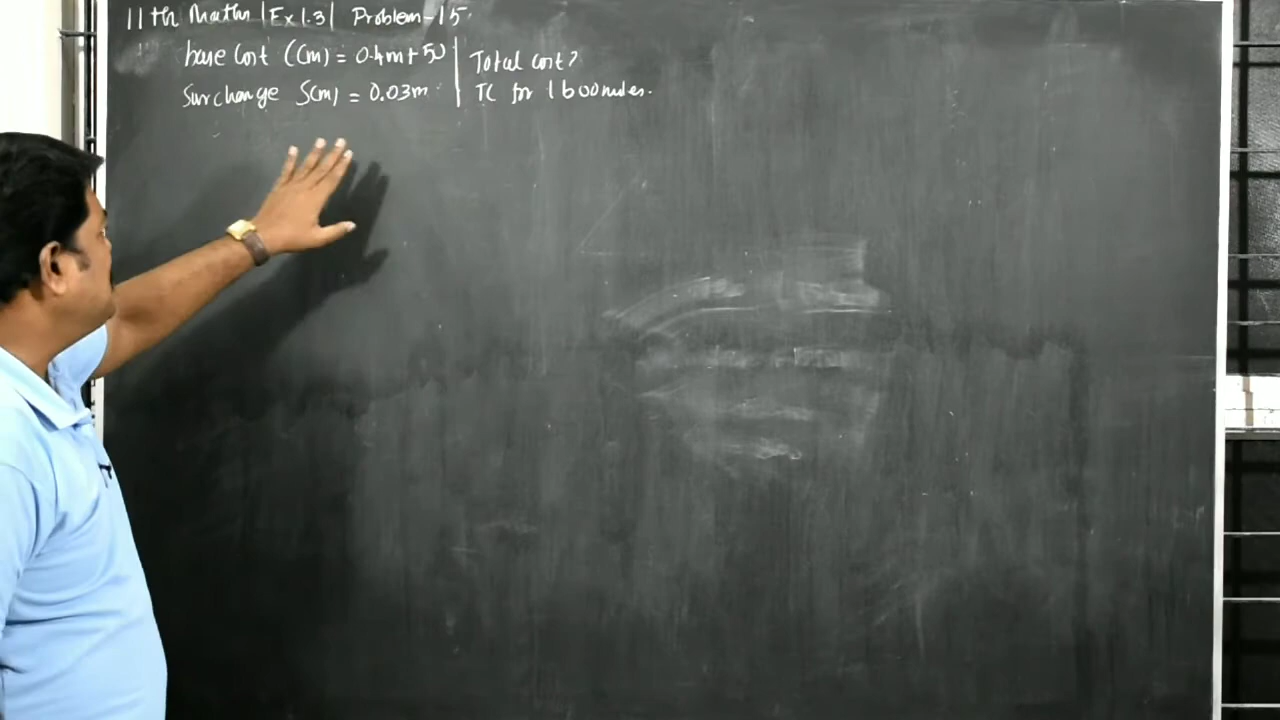 11th Maths | Ex 1.3 | Problem-15.
base Cost C(m) = 0.4m+50 | Total cost?
Surcharge S(m) = 0.03m | TC for 1600 miles.